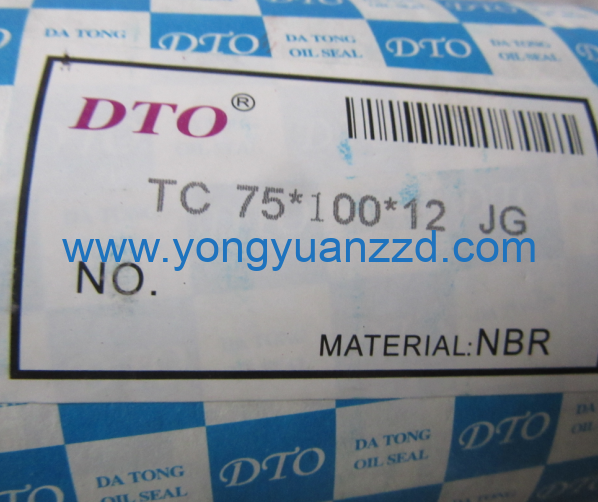 DA TONG
OIL SEAL
DTO
DA TONG
OIL SEAL
DTO
DA TONG
OIL SEAL
DTO®
TC 75*100*12 JG
www.yongyuanzzd.com
NO.
MATERIAL: NBR
DA TONG
OIL SEAL
DTO
DA TONG
OIL SEAL
DTO
DA TONG
OIL